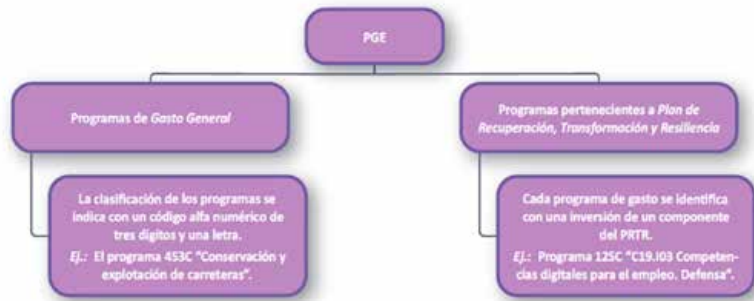 PGE
Programas de Gasto General
Programas pertenecientes a Plan de
Recuperación, Transformación y Resiliencia
La clasificación de los programas se
indica con un código alfa numérico de
tres dígitos y una letra.
Ej.: El programa 453C "Conservación y
explotación de carreteras".
Cada programa de gasto se identifica
con una inversión de un componente
del PRTR.
Ej.: Programa 12SC "C19.I03 Competen-
cias digitales para el empleo. Defensa".